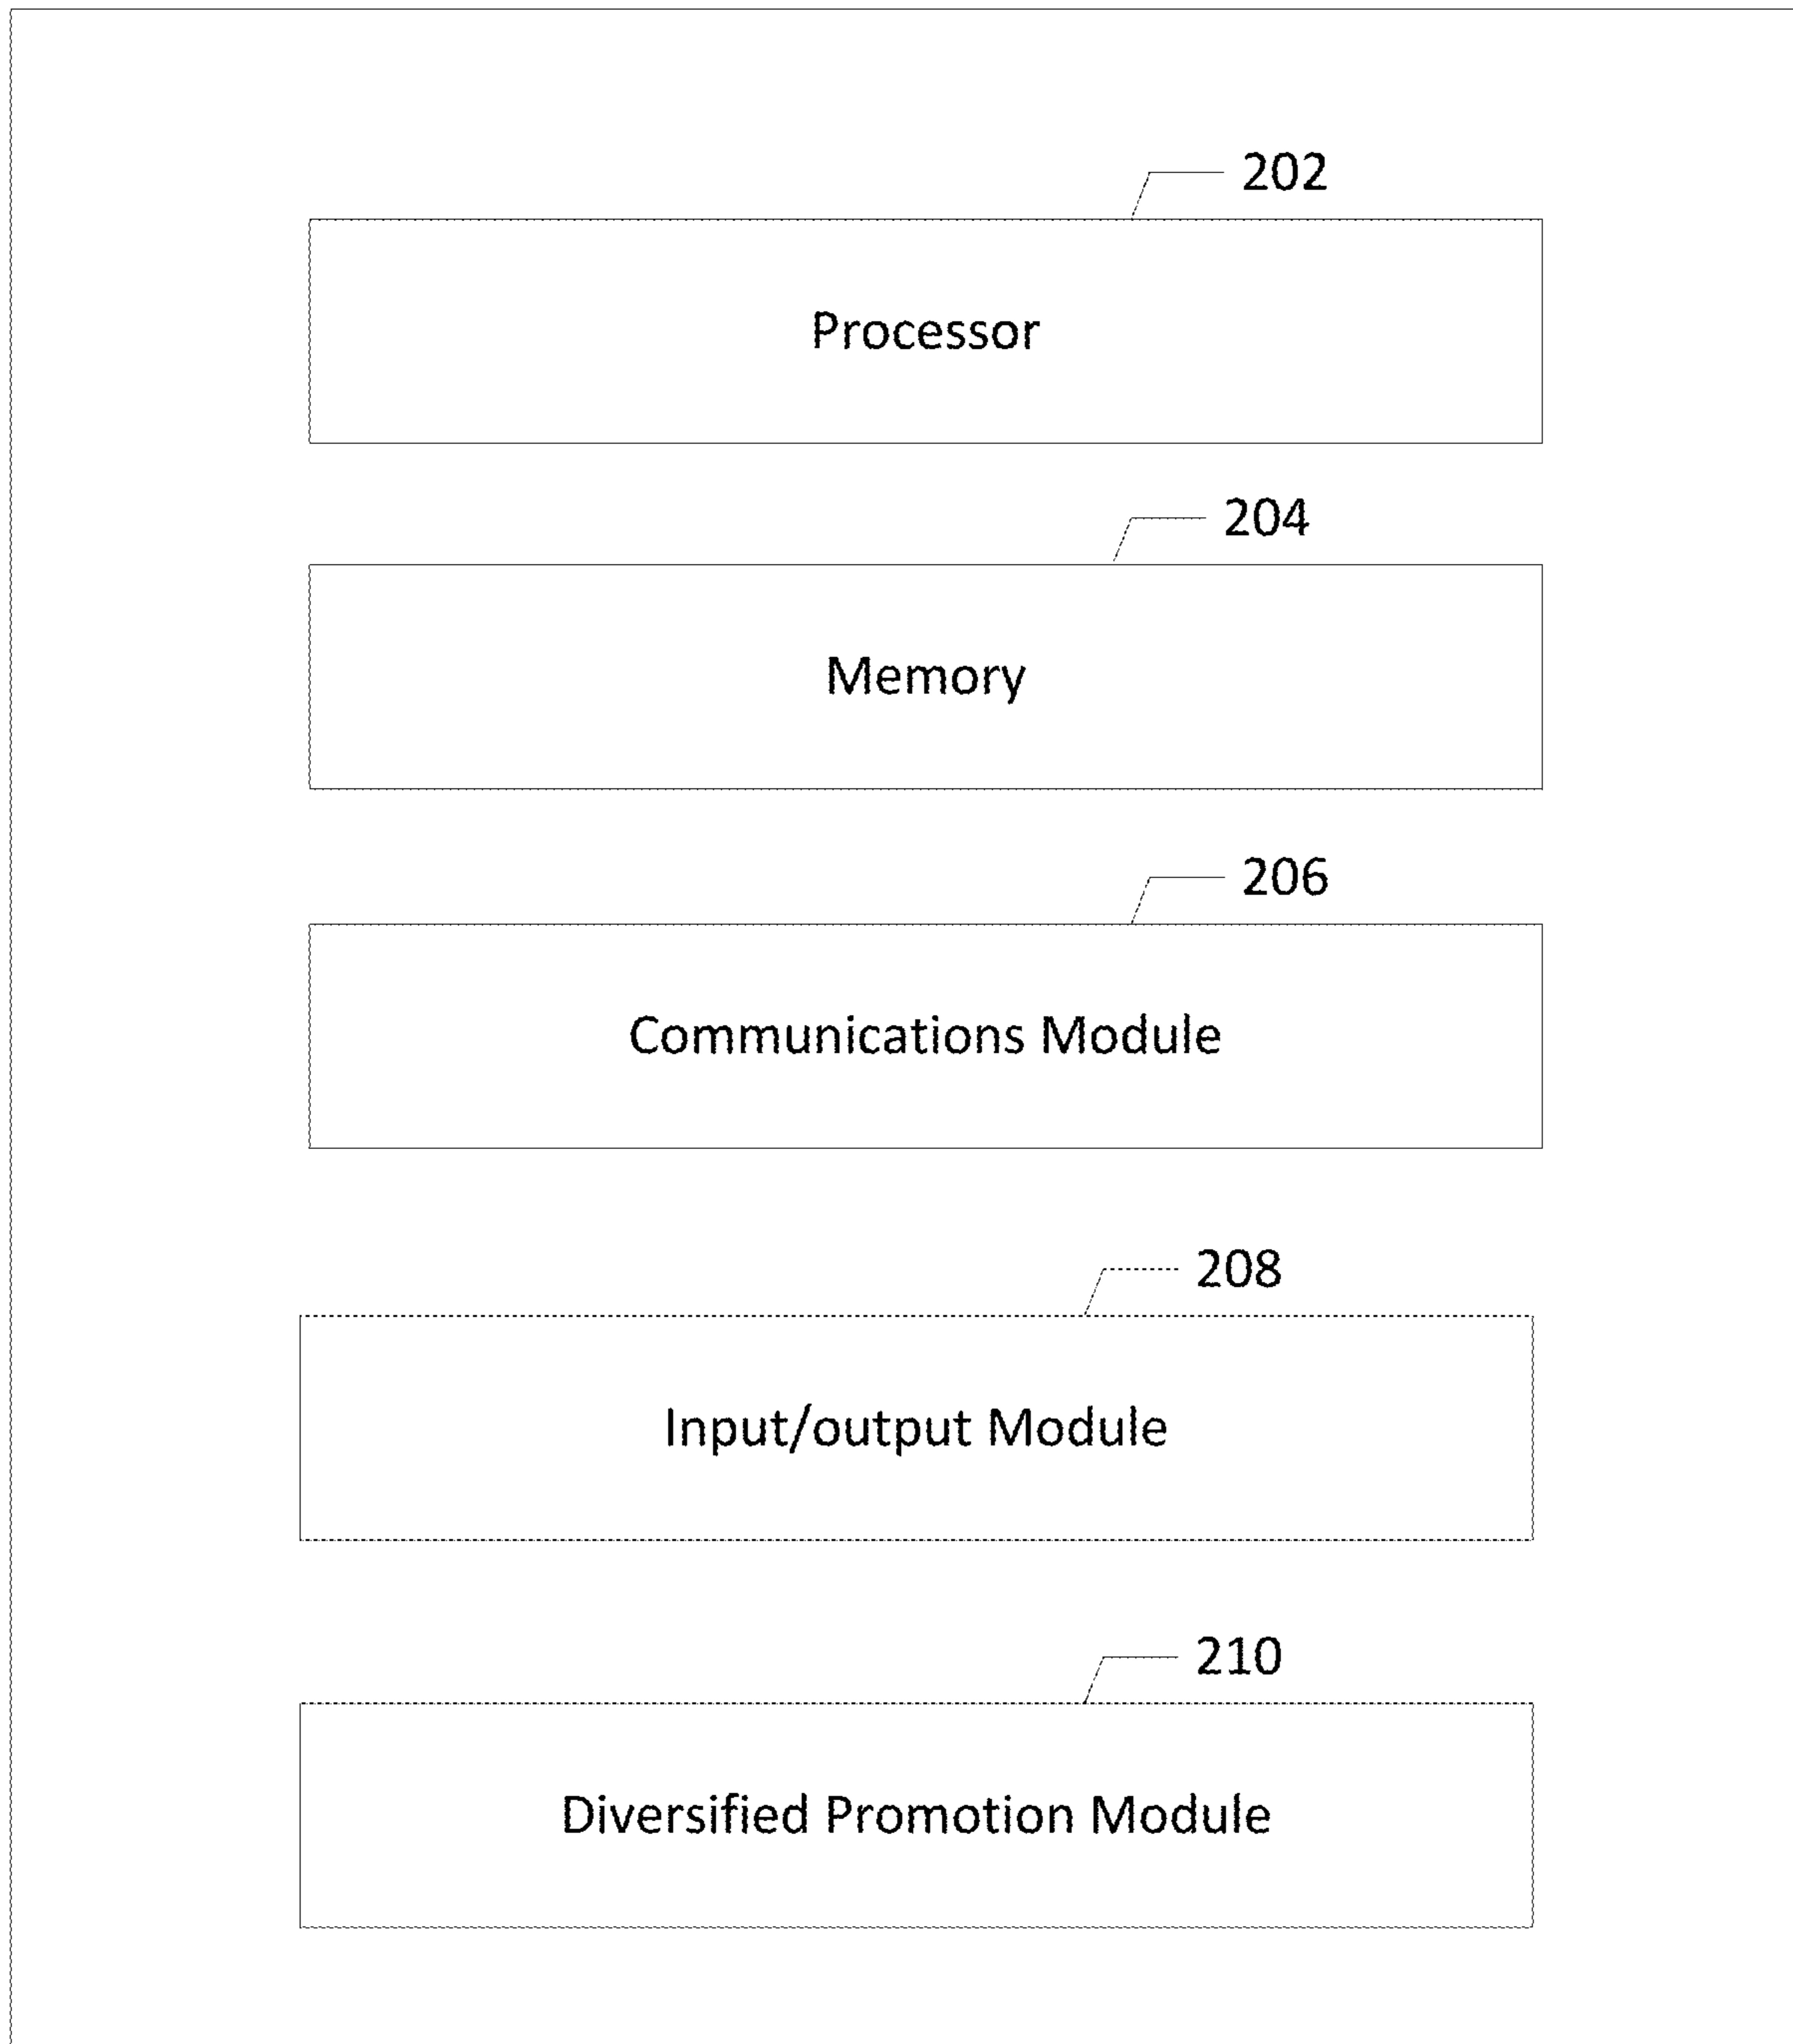 202
Processor
204
Memory
206
Communications Module
208
Input/output Module
210
Diversified Promotion Module